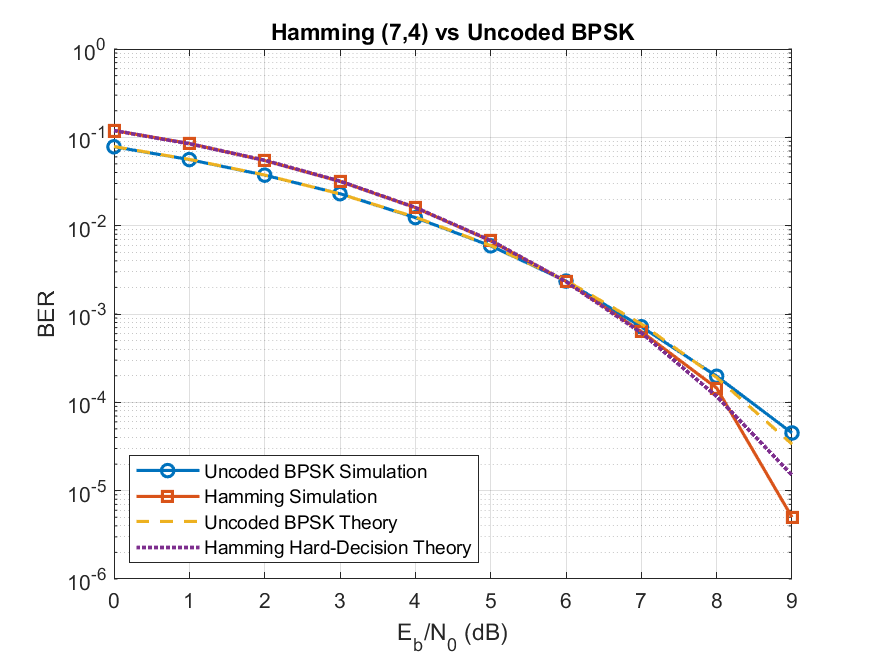 Hamming (7,4) vs Uncoded BPSK
10^0
10^-1
10^-2
10^-3
10^-4
10^-5
10^-6
BER
Uncoded BPSK Simulation
Hamming Simulation
Uncoded BPSK Theory
Hamming Hard-Decision Theory
0 1 2 3 4 5 6 7 8 9
E_b/N_0 (dB)